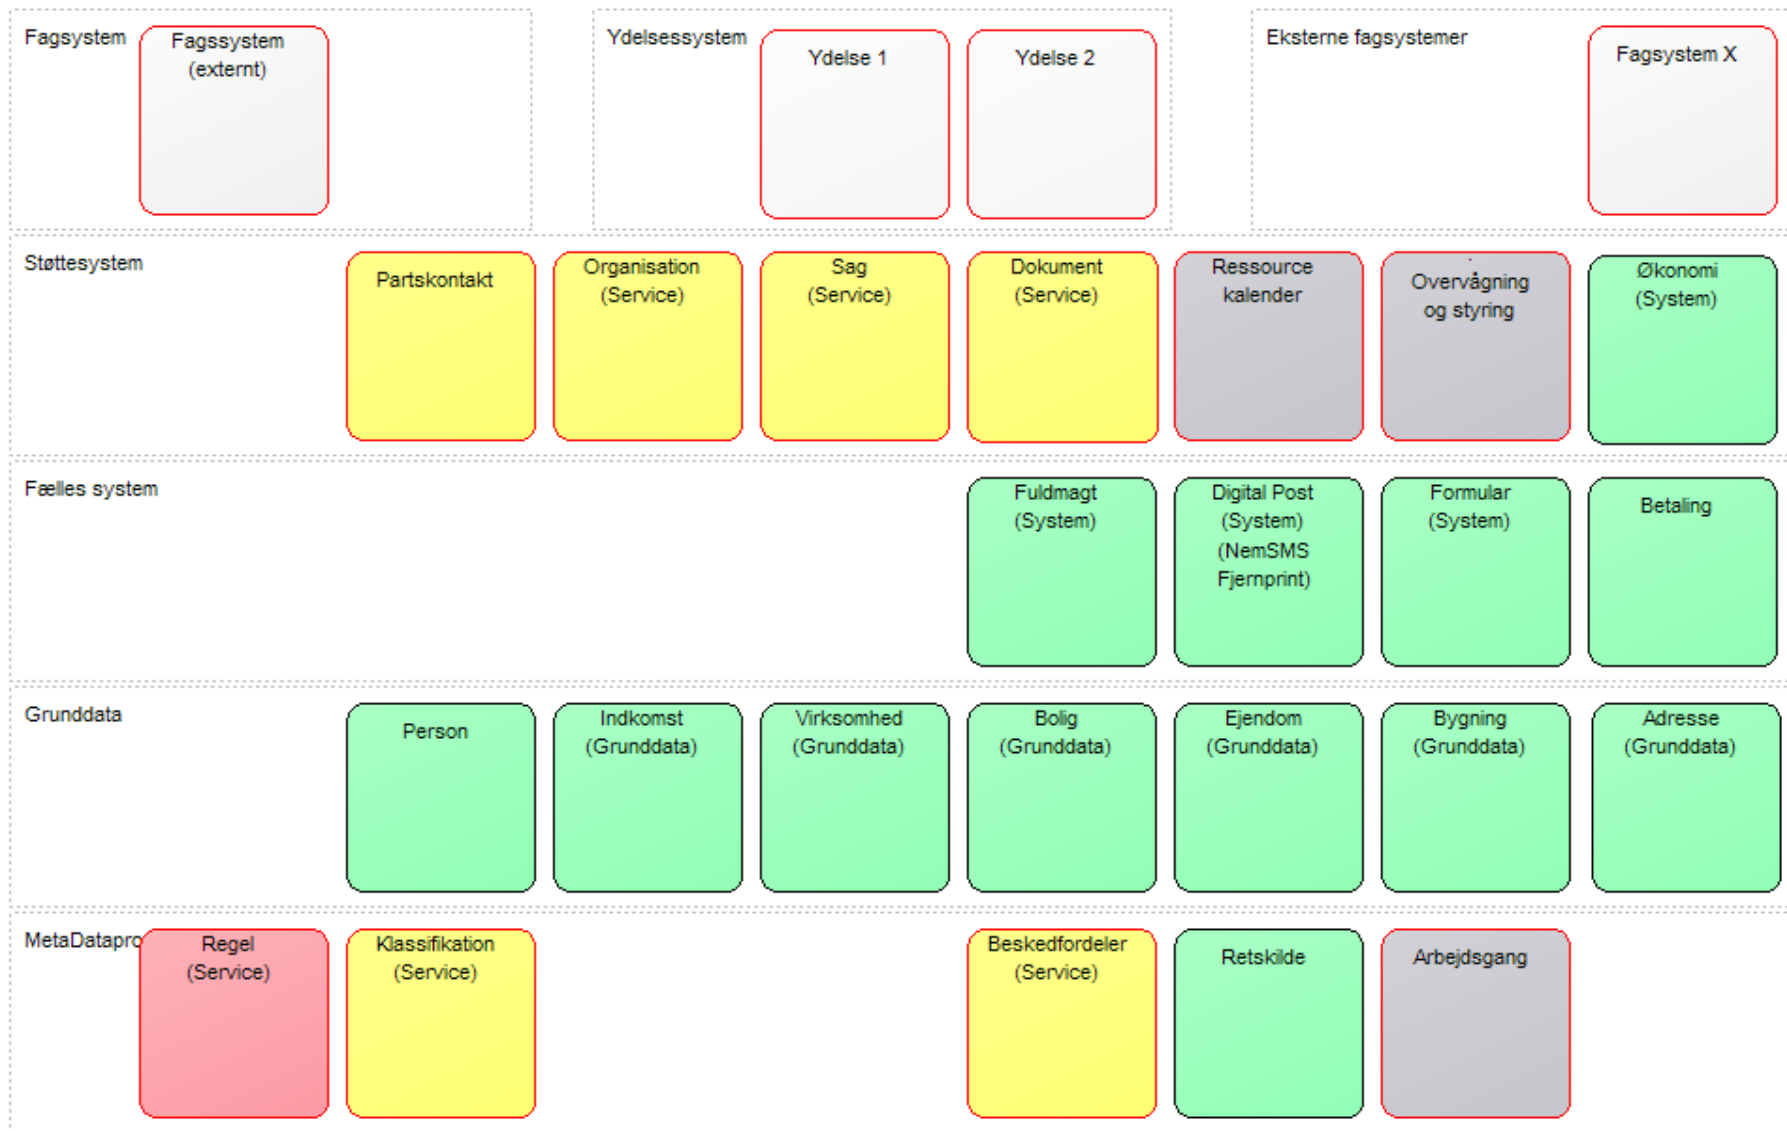 Fagsystem
Fagssystem
(externt)
Ydelsessystem
Ydelse 1
Ydelse 2
Eksterne fagsystemer
Fagsystem X
Støttesystem
Partskontakt
Organisation
(Service)
Sag
(Service)
Dokument
(Service)
Ressource
kalender
Overvågning
og styring
Økonomi
(System)
Fælles system
Fuldmagt
(System)
Digital Post
(System)
(NemSMS
Fjernprint)
Formular
(System)
Betaling
Grunddata
Person
Indkomst
(Grunddata)
Virksomhed
(Grunddata)
Bolig
(Grunddata)
Ejendom
(Grunddata)
Bygning
(Grunddata)
Adresse
(Grunddata)
MetaDatapro
Regel
(Service)
Klassifikation
(Service)
Beskedfordeler
(Service)
Retskilde
Arbejdsgang